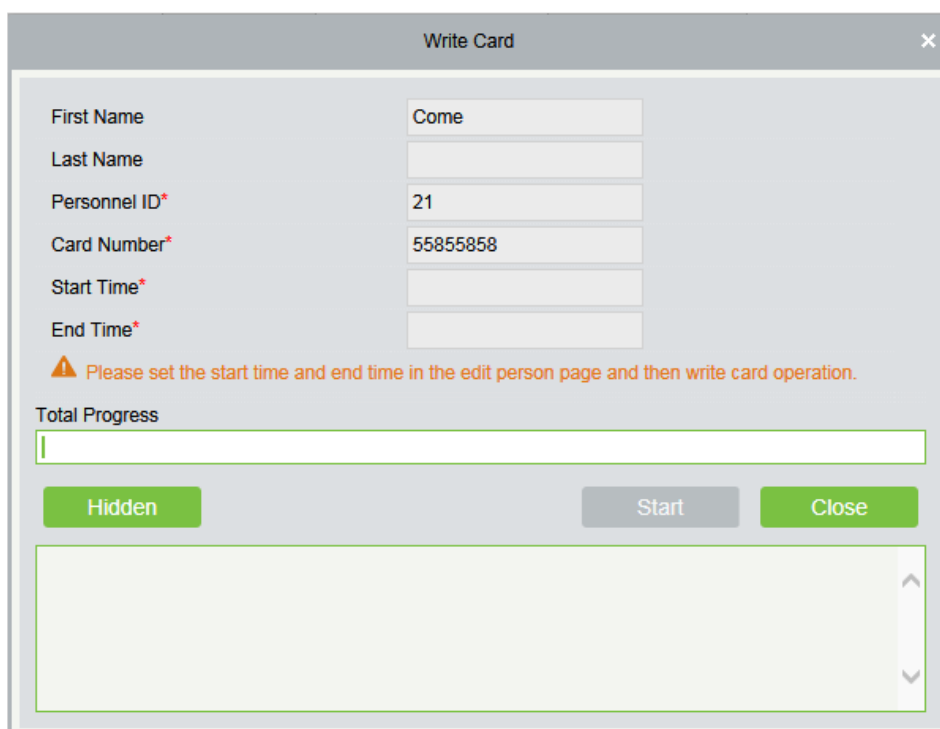 Write Card
First Name Come
Last Name
Personnel ID* 21
Card Number* 55855858
Start Time*
End Time*
Please set the start time and end time in the edit person page and then write card operation.
Total Progress
Hidden Start Close